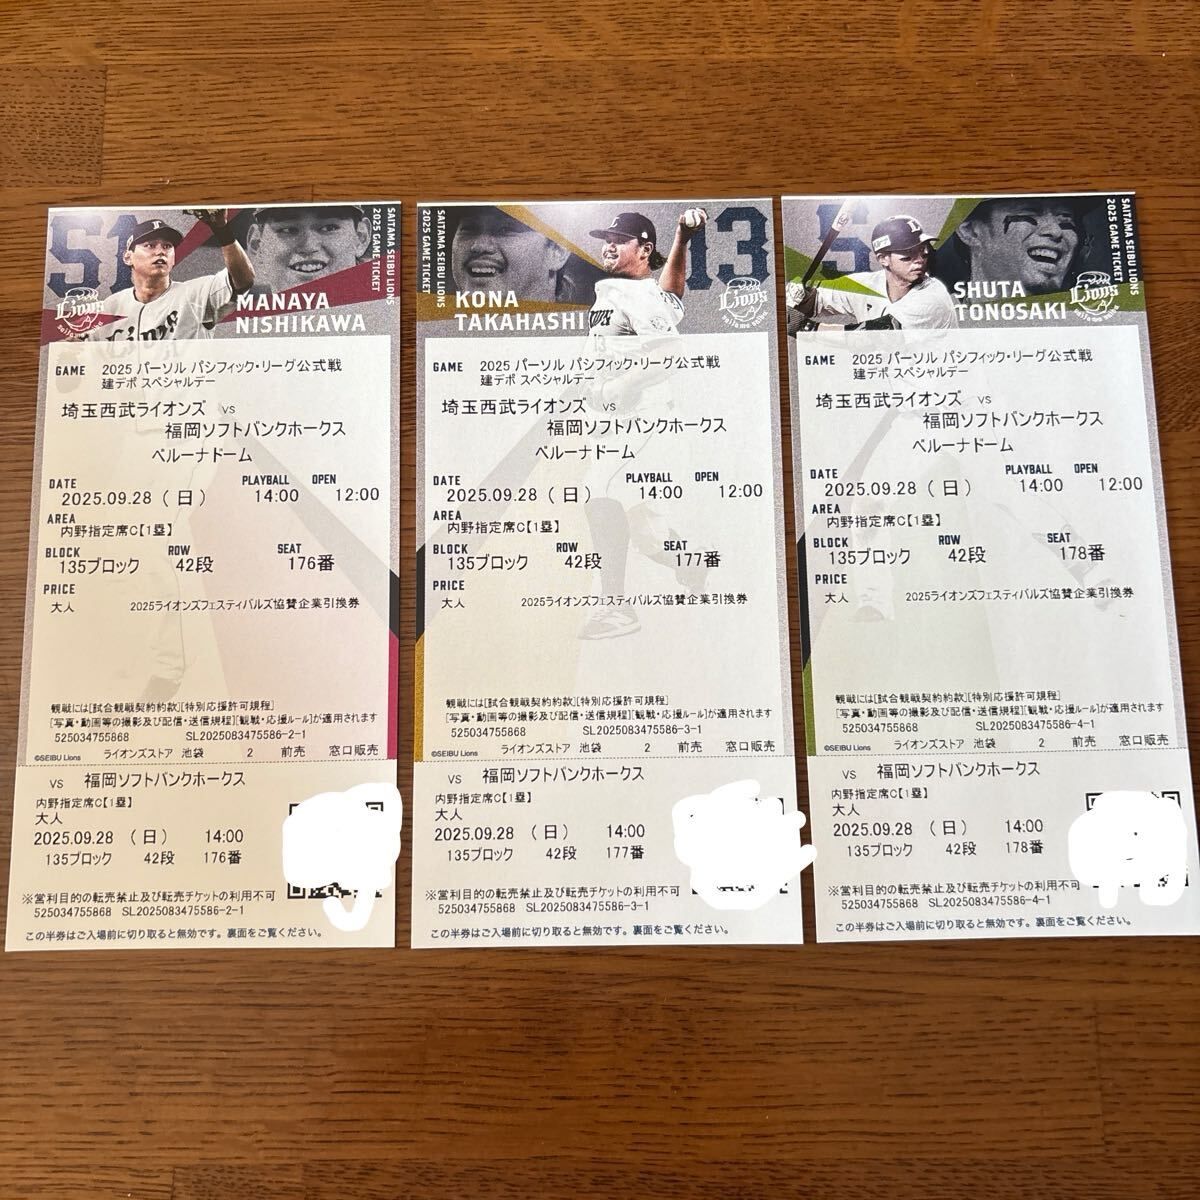 51
SAITAMA SEIBU LIONS
2025 GAME TICKET
Lions
saitama seibu
MANAYA
NISHIKAWA
GAME 2025 パーソル パシフィック・リーグ公式戦
建デポ スペシャルデー
埼玉西武ライオンズ vs
福岡ソフトバンクホークス
ベルーナドーム
DATE PLAYBALL OPEN
2025.09.28 (日) 14:00 12:00
AREA
内野指定席C【1塁】
BLOCK ROW SEAT
135ブロック 42段 176番
PRICE
大人 2025ライオンズフェスティバルズ協賛企業引換券
観戦には[試合観戦契約約款][特別応援許可規程]
[写真・動画等の撮影及び配信・送信規程][観戦・応援ルール]が適用されます
525034755868 SL2025083475586-2-1
©SEIBU Lions ライオンズストア 池袋 2 前売 窓口販売
vs 福岡ソフトバンクホークス
内野指定席C【1塁】
大人
2025.09.28 (日) 14:00
135ブロック 42段 176番
※営利目的の転売禁止及び転売チケットの利用不可
525034755868 SL2025083475586-2-1
この半券はご入場前に切り取ると無効です。裏面をご覧ください。
SAITAMA SEIBU LIONS
2025 GAME TICKET
13
KONA
TAKAHASHI
Lions
saitama seibu
GAME 2025 パーソル パシフィック・リーグ公式戦
建デポ スペシャルデー
埼玉西武ライオンズ vs
福岡ソフトバンクホークス
ベルーナドーム
DATE PLAYBALL OPEN
2025.09.28 (日) 14:00 12:00
AREA
内野指定席C【1塁】
BLOCK ROW SEAT
135ブロック 42段 177番
PRICE
大人 2025ライオンズフェスティバルズ協賛企業引換券
観戦には[試合観戦契約約款][特別応援許可規程]
[写真・動画等の撮影及び配信・送信規程][観戦・応援ルール]が適用されます
525034755868 SL2025083475586-3-1
©SEIBU Lions ライオンズストア 池袋 2 前売 窓口販売
vs 福岡ソフトバンクホークス
内野指定席C【1塁】
大人
2025.09.28 (日) 14:00
135ブロック 42段 177番
※営利目的の転売禁止及び転売チケットの利用不可
525034755868 SL2025083475586-3-1
この半券はご入場前に切り取ると無効です。裏面をご覧ください。
5
SAITAMA SEIBU LIONS
2025 GAME TICKET
SHUTA
TONOSAKI
Lions
saitama seibu
GAME 2025 パーソル パシフィック・リーグ公式戦
建デポ スペシャルデー
埼玉西武ライオンズ vs
福岡ソフトバンクホークス
ベルーナドーム
DATE PLAYBALL OPEN
2025.09.28 (日) 14:00 12:00
AREA
内野指定席C【1塁】
BLOCK ROW SEAT
135ブロック 42段 178番
PRICE
大人 2025ライオンズフェスティバルズ協賛企業引換券
観戦には[試合観戦契約約款][特別応援許可規程]
[写真・動画等の撮影及び配信・送信規程][観戦・応援ルール]が適用されます
525034755868 SL2025083475586-4-1
©SEIBU Lions ライオンズストア 池袋 2 前売 窓口販売
vs 福岡ソフトバンクホークス
内野指定席C【1塁】
大人
2025.09.28 (日) 14:00
135ブロック 42段 178番
※営利目的の転売禁止及び転売チケットの利用不可
525034755868 SL2025083475586-4-1
この半券はご入場前に切り取ると無効です。裏面をご覧ください。